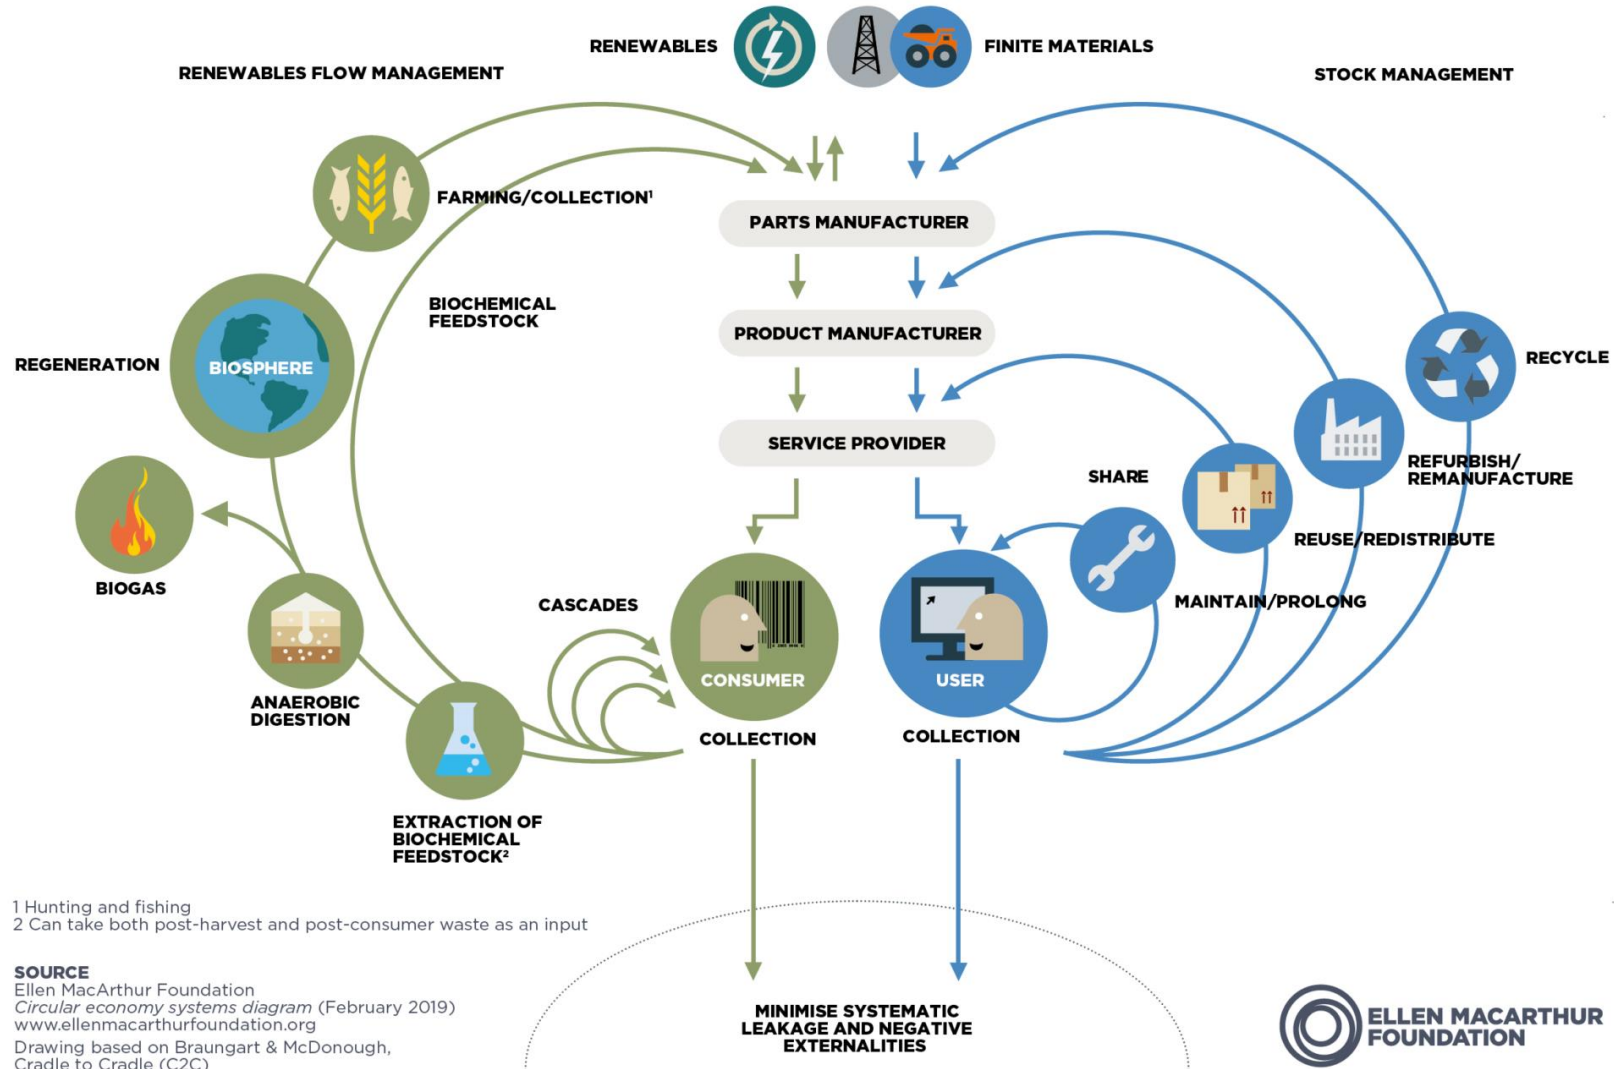 RENEWABLES
FINITE MATERIALS
RENEWABLES FLOW MANAGEMENT
STOCK MANAGEMENT
FARMING/COLLECTION¹
PARTS MANUFACTURER
BIOCHEMICAL
FEEDSTOCK
PRODUCT MANUFACTURER
REGENERATION
BIOSPHERE
RECYCLE
SERVICE PROVIDER
SHARE
REFURBISH/
REMANUFACTURE
REUSE/REDISTRIBUTE
BIOGAS
CASCADES
MAINTAIN/PROLONG
CONSUMER
USER
ANAEROBIC
DIGESTION
COLLECTION
COLLECTION
EXTRACTION OF
BIOCHEMICAL
FEEDSTOCK²
1 Hunting and fishing
2 Can take both post-harvest and post-consumer waste as an input
SOURCE
Ellen MacArthur Foundation
Circular economy systems diagram (February 2019)
www.ellenmacarthurfoundation.org
Drawing based on Braungart & McDonough,
Cradle to Cradle (C2C)
MINIMISE SYSTEMATIC
LEAKAGE AND NEGATIVE
EXTERNALITIES
ELLEN MACARTHUR
FOUNDATION